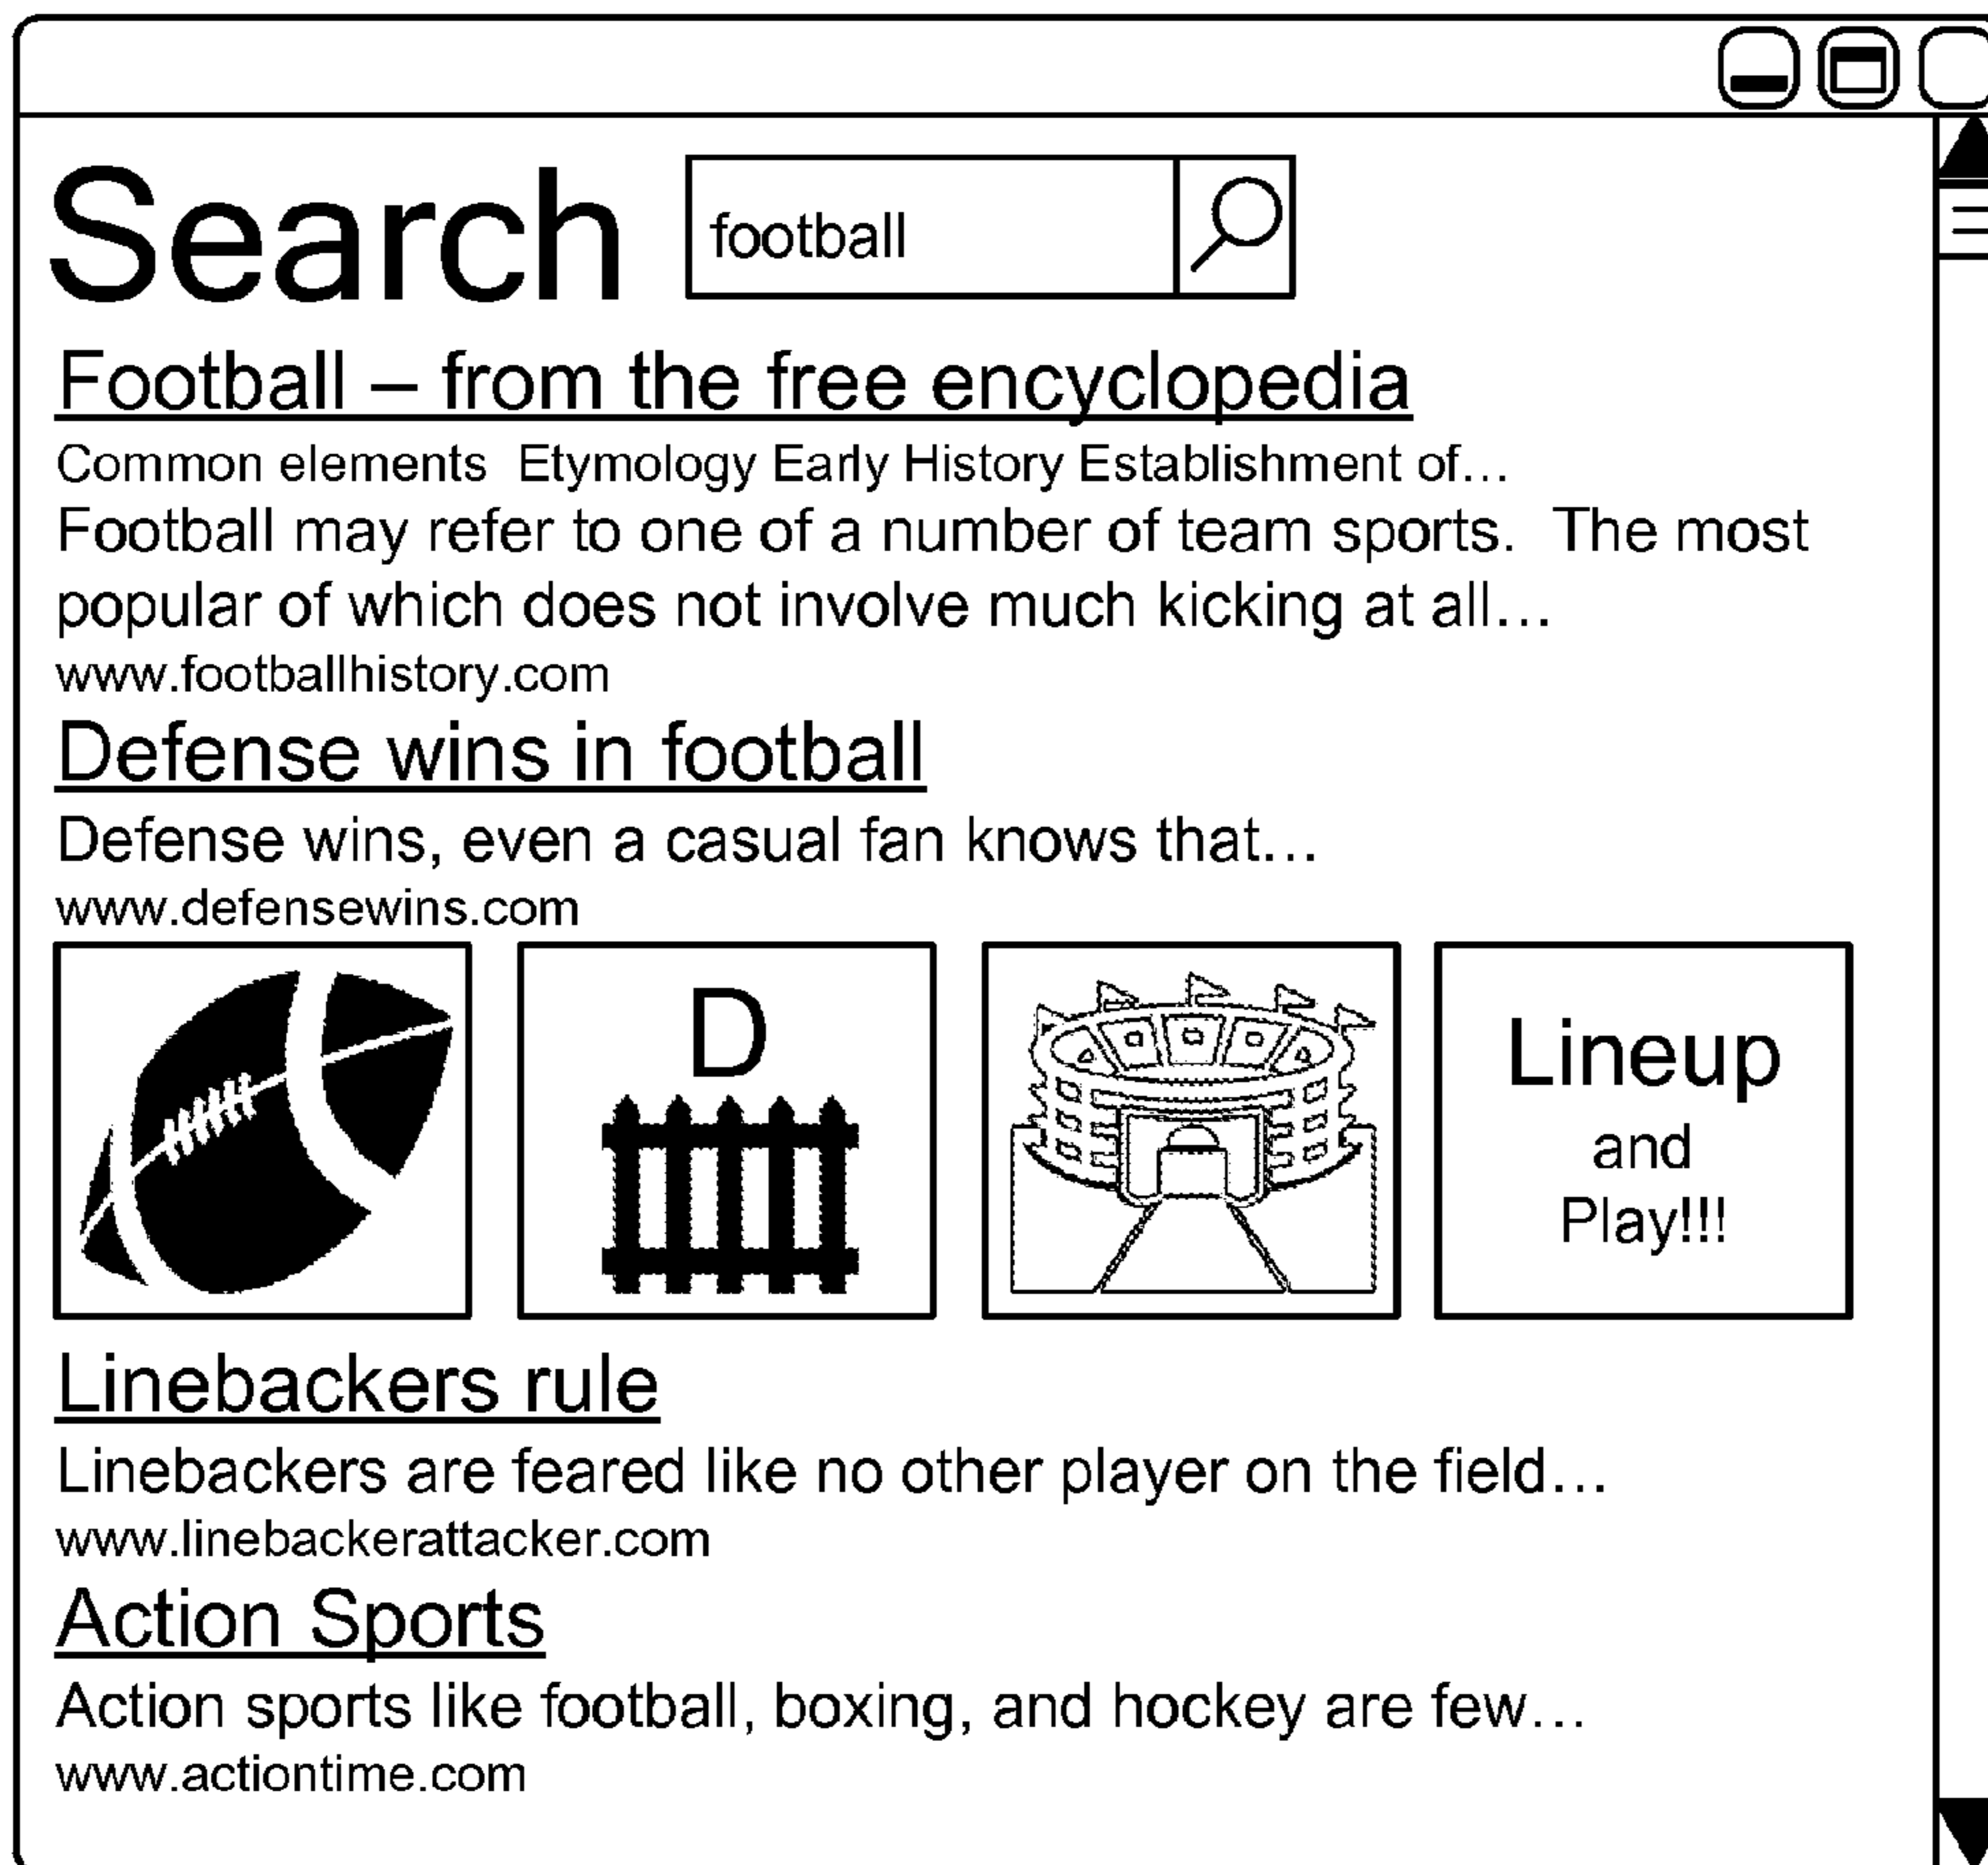 Search
football
Football – from the free encyclopedia
Common elements  Etymology Early History Establishment of...
Football may refer to one of a number of team sports.  The most
popular of which does not involve much kicking at all...
www.footballhistory.com
Defense wins in football
Defense wins, even a casual fan knows that...
www.defensewins.com
D
Lineup
and
Play!!!
Linebackers rule
Linebackers are feared like no other player on the field...
www.linebackerattacker.com
Action Sports
Action sports like football, boxing, and hockey are few...
www.actiontime.com